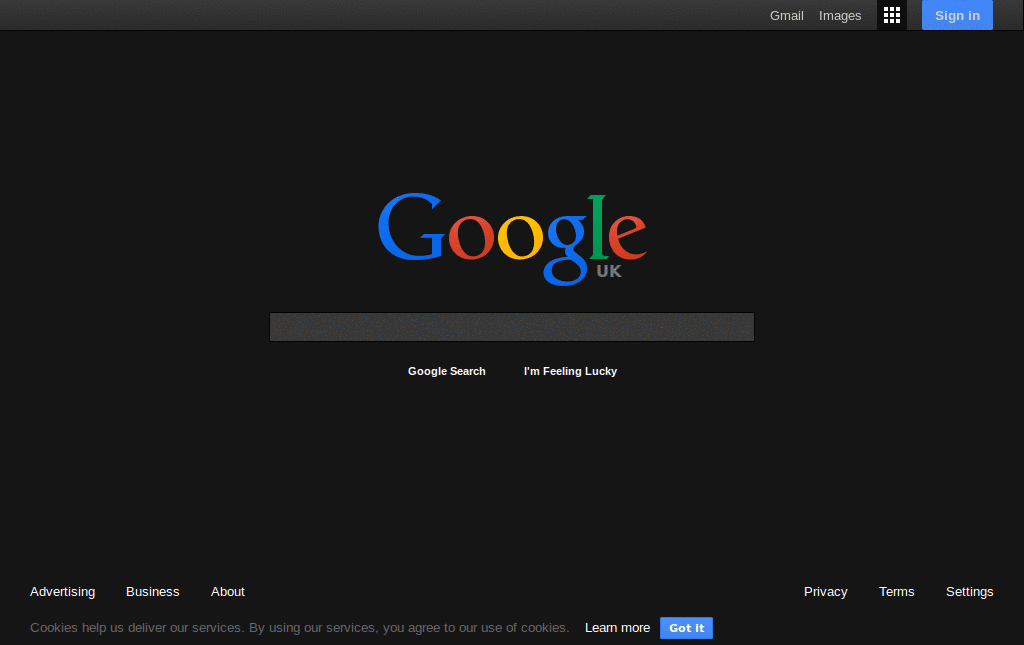 Gmail Images Sign in
Google
UK
Google Search I'm Feeling Lucky
Advertising Business About Privacy Terms Settings
Cookies help us deliver our services. By using our services, you agree to our use of cookies. Learn more Got it